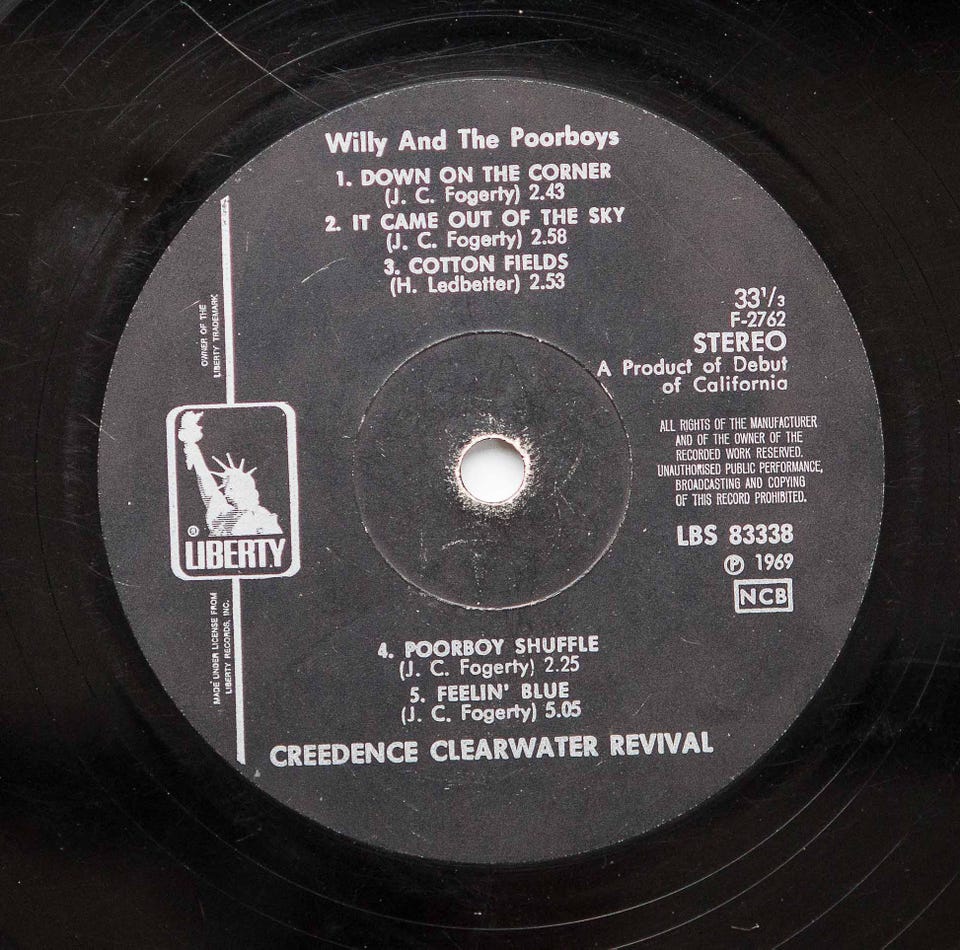 Willy And The Poorboys
1. DOWN ON THE CORNER
(J. C. Fogerty) 2.43
2. IT CAME OUT OF THE SKY
(J. C. Fogerty) 2.58
3. COTTON FIELDS
(H. Ledbetter) 2.53
OWNER OF THE
LIBERTY TRADEMARK
33⅓
F-2762
STEREO
A Product of Debut
of California
ALL RIGHTS OF THE MANUFACTURER
AND OF THE OWNER OF THE
RECORDED WORK RESERVED.
UNAUTHORISED PUBLIC PERFORMANCE,
BROADCASTING AND COPYING
OF THIS RECORD PROHIBITED.
®
LIBERTY
LBS 83338
Ⓟ 1969
NCB
MADE UNDER LICENSE FROM
LIBERTY RECORDS, INC.
4. POORBOY SHUFFLE
(J. C. Fogerty) 2.25
5. FEELIN' BLUE
(J. C. Fogerty) 5.05
CREEDENCE CLEARWATER REVIVAL